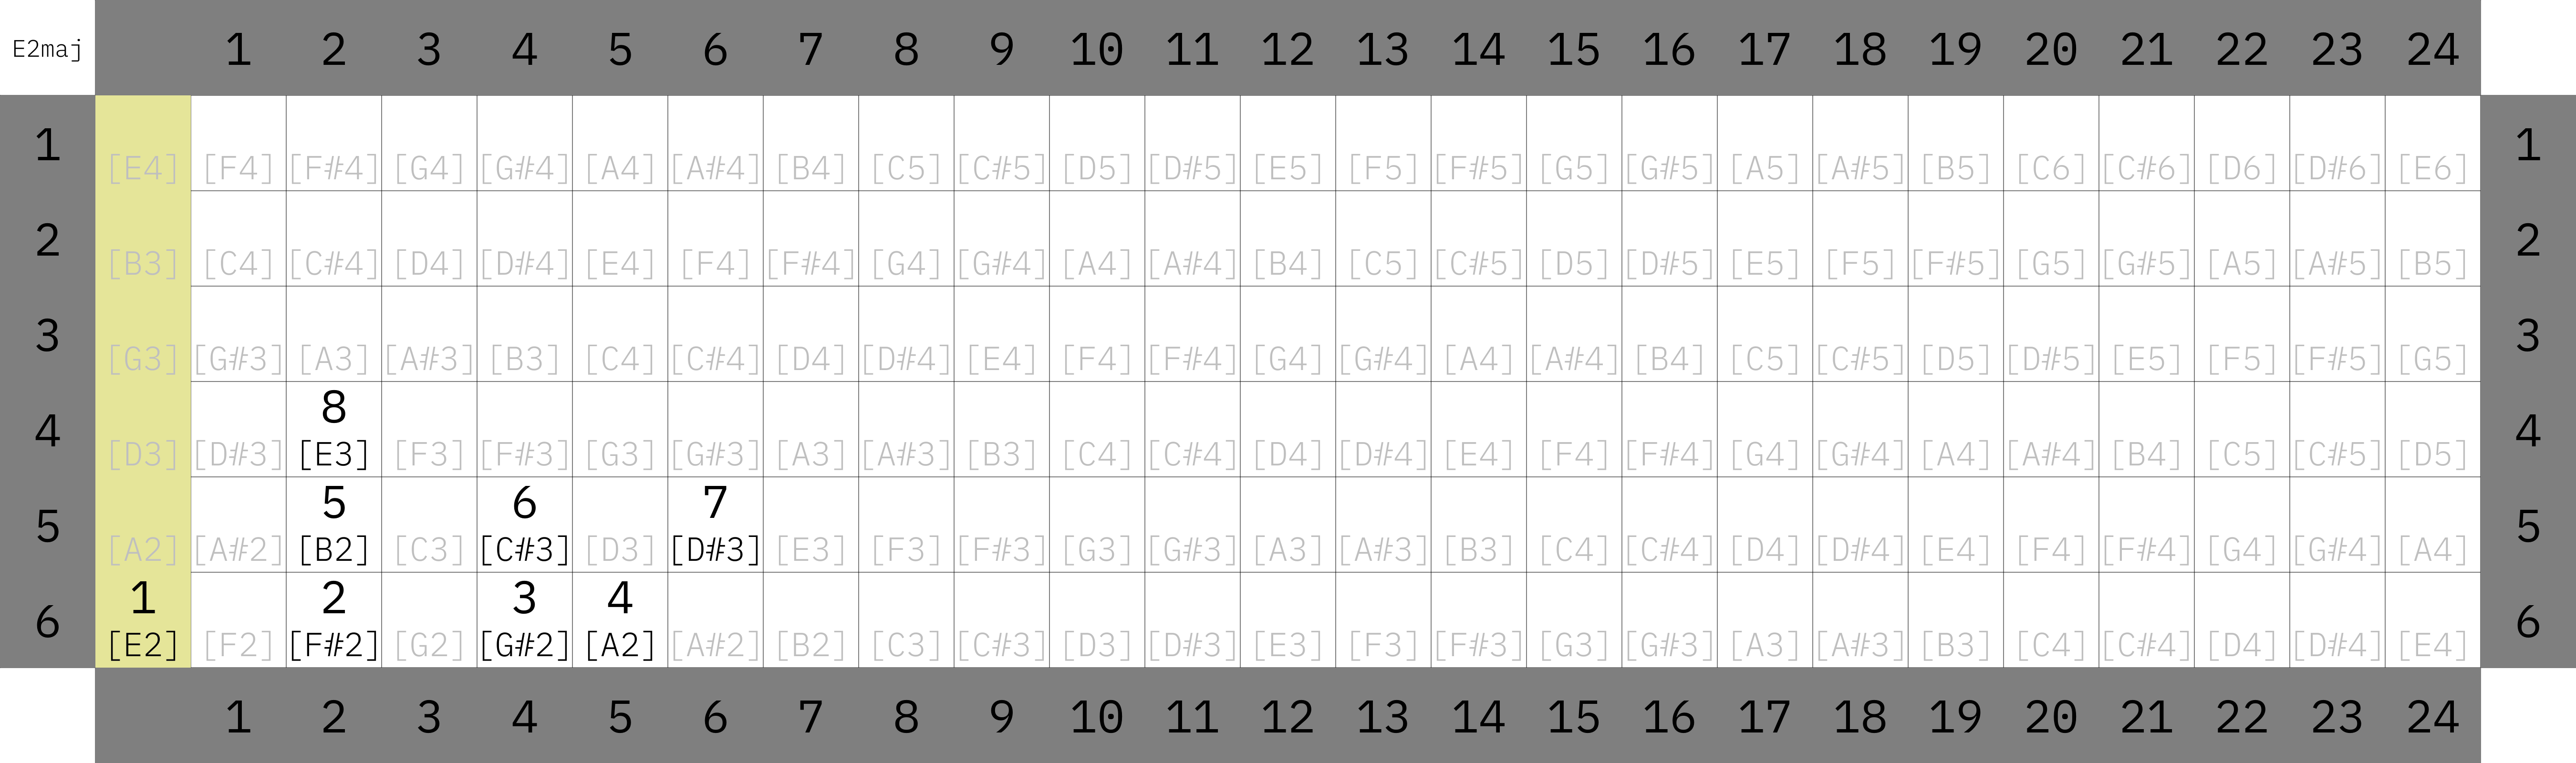 E2maj 1 2 3 4 5 6 7 8 9 10 11 12 13 14 15 16 17 18 19 20 21 22 23 24
1 [E4] [F4] [F#4] [G4] [G#4] [A4] [A#4] [B4] [C5] [C#5] [D5] [D#5] [E5] [F5] [F#5] [G5] [G#5] [A5] [A#5] [B5] [C6] [C#6] [D6] [D#6] [E6] 1
2 [B3] [C4] [C#4] [D4] [D#4] [E4] [F4] [F#4] [G4] [G#4] [A4] [A#4] [B4] [C5] [C#5] [D5] [D#5] [E5] [F5] [F#5] [G5] [G#5] [A5] [A#5] [B5] 2
3 [G3] [G#3] [A3] [A#3] [B3] [C4] [C#4] [D4] [D#4] [E4] [F4] [F#4] [G4] [G#4] [A4] [A#4] [B4] [C5] [C#5] [D5] [D#5] [E5] [F5] [F#5] [G5] 3
8
4 [D3] [D#3] [E3] [F3] [F#3] [G3] [G#3] [A3] [A#3] [B3] [C4] [C#4] [D4] [D#4] [E4] [F4] [F#4] [G4] [G#4] [A4] [A#4] [B4] [C5] [C#5] [D5] 4
5 6 7
5 [A2] [A#2] [B2] [C3] [C#3] [D3] [D#3] [E3] [F3] [F#3] [G3] [G#3] [A3] [A#3] [B3] [C4] [C#4] [D4] [D#4] [E4] [F4] [F#4] [G4] [G#4] [A4] 5
1 2 3 4
6 [E2] [F2] [F#2] [G2] [G#2] [A2] [A#2] [B2] [C3] [C#3] [D3] [D#3] [E3] [F3] [F#3] [G3] [G#3] [A3] [A#3] [B3] [C4] [C#4] [D4] [D#4] [E4] 6
1 2 3 4 5 6 7 8 9 10 11 12 13 14 15 16 17 18 19 20 21 22 23 24